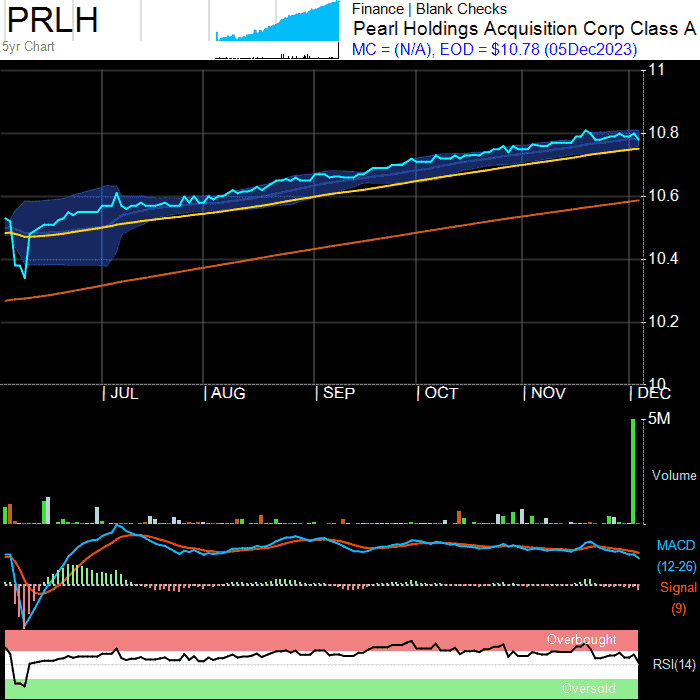 PRLH
5yr Chart
Finance | Blank Checks
Pearl Holdings Acquisition Corp Class A
MC = (N/A), EOD = $10.78 (05Dec2023)
11
10.8
10.6
10.4
10.2
10
| JUL | AUG | SEP | OCT | NOV | DEC
5M
Volume
MACD
(12-26)
Signal
(9)
Overbought
RSI(14)
Oversold